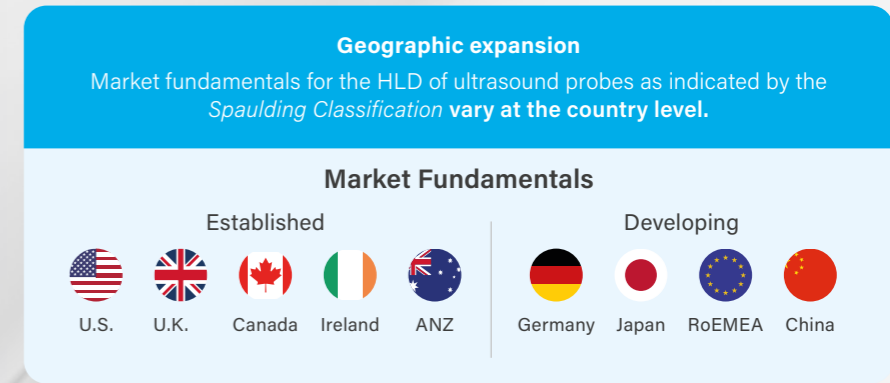 Geographic expansion
Market fundamentals for the HLD of ultrasound probes as indicated by the
Spaulding Classification vary at the country level.
Market Fundamentals
Established
U.S. U.K. Canada Ireland ANZ
Developing
Germany Japan RoEMEA China